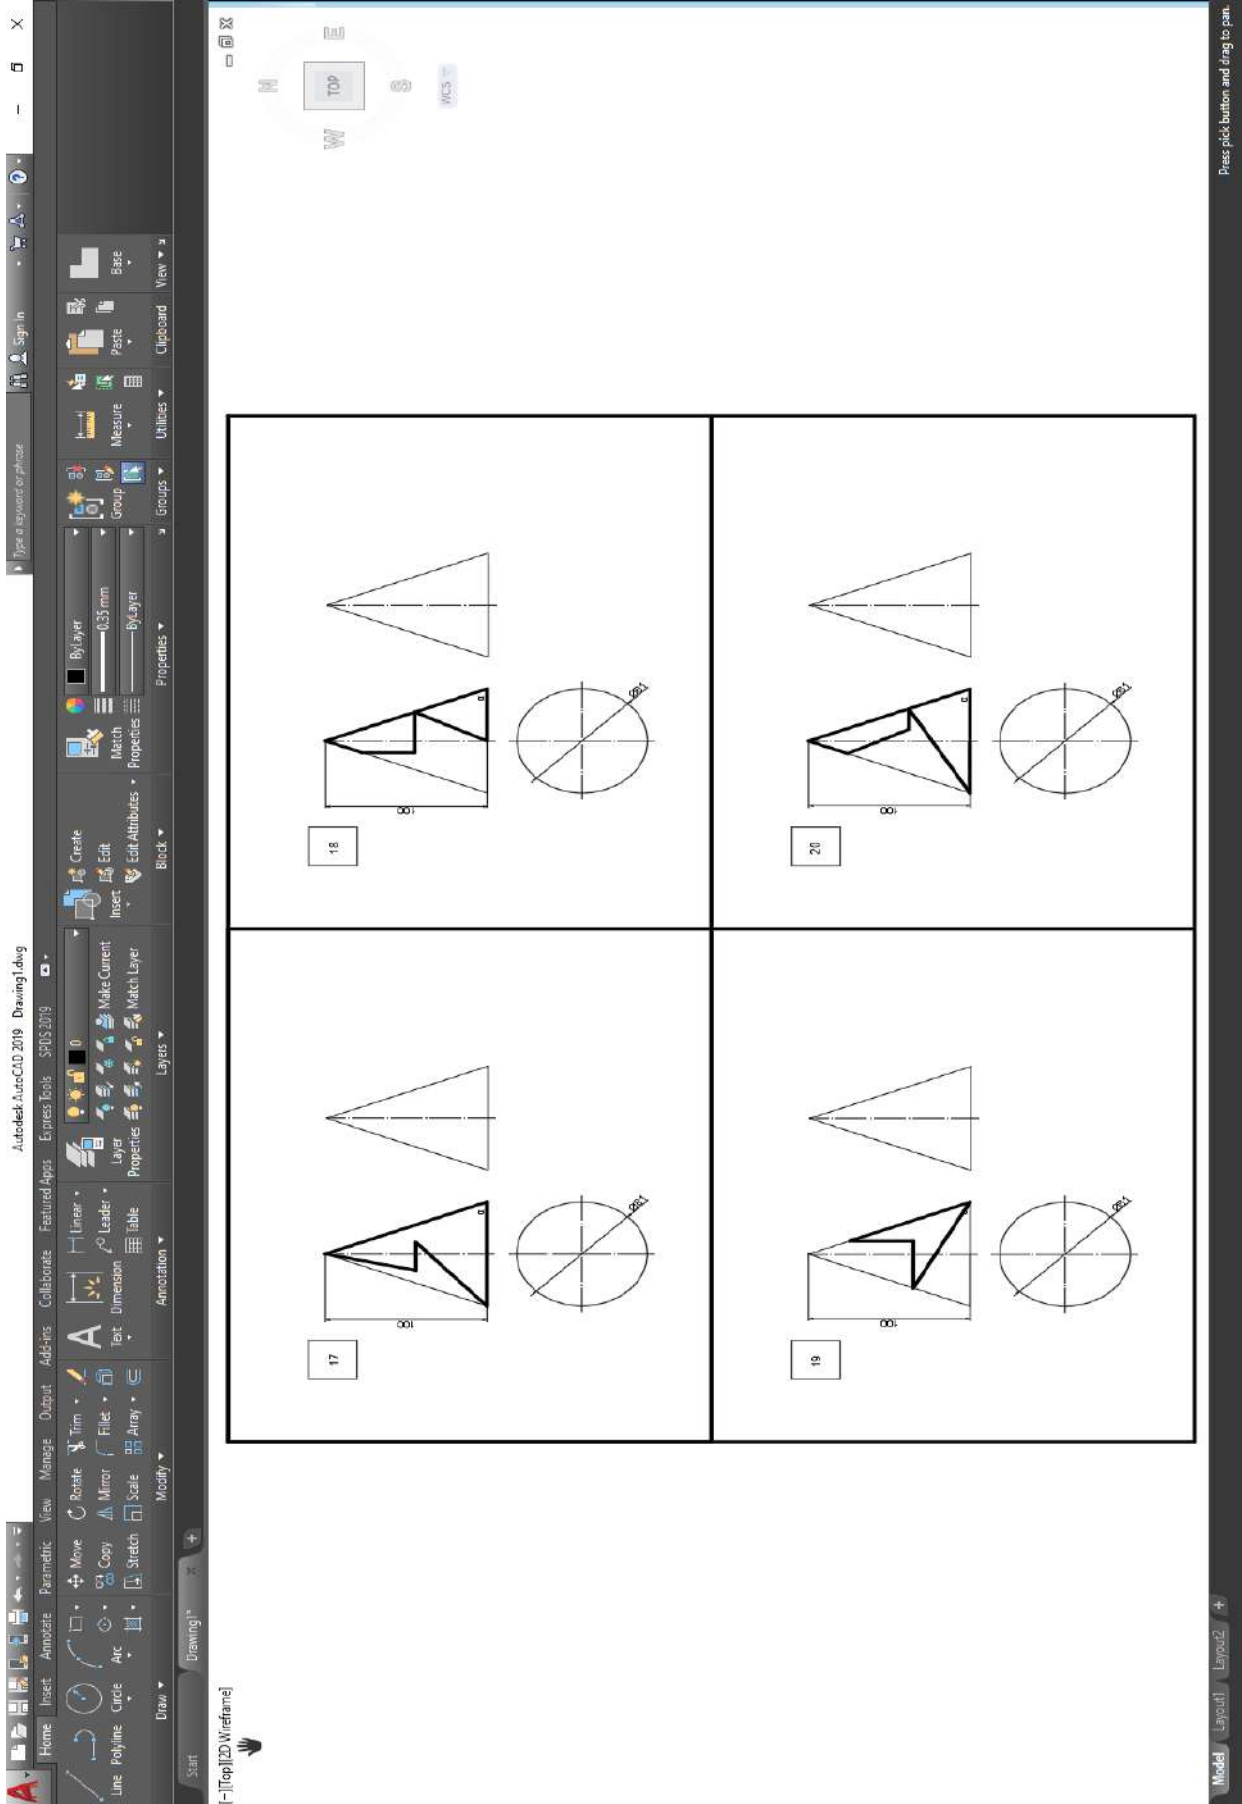 Autodesk AutoCAD 2019 Drawing1.dwg
Type a keyword or phrase
Sign In
Home Insert Annotate Parametric View Manage Output Add-ins Collaborate Express Tools Featured Apps SPDS 2019
Line Polyline Circle Arc
Draw
Move Rotate Trim
Copy Mirror Fillet
Stretch Scale Array
Modify
Text Dimension
Linear
Leader
Table
Annotation
Layer Properties
0
Make Current
Match Layer
Layers
Insert
Create
Edit
Edit Attributes
Block
Match Properties
ByLayer
0.35 mm
ByLayer
Properties
Group
Groups
Measure
Utilities
Paste
Clipboard
Base
View
Start Drawing1*
[-][Top][2D Wireframe]
N
W TOP E
S
WCS
17
18
19
20
Model Layout1 Layout2
Press pick button and drag to pan.